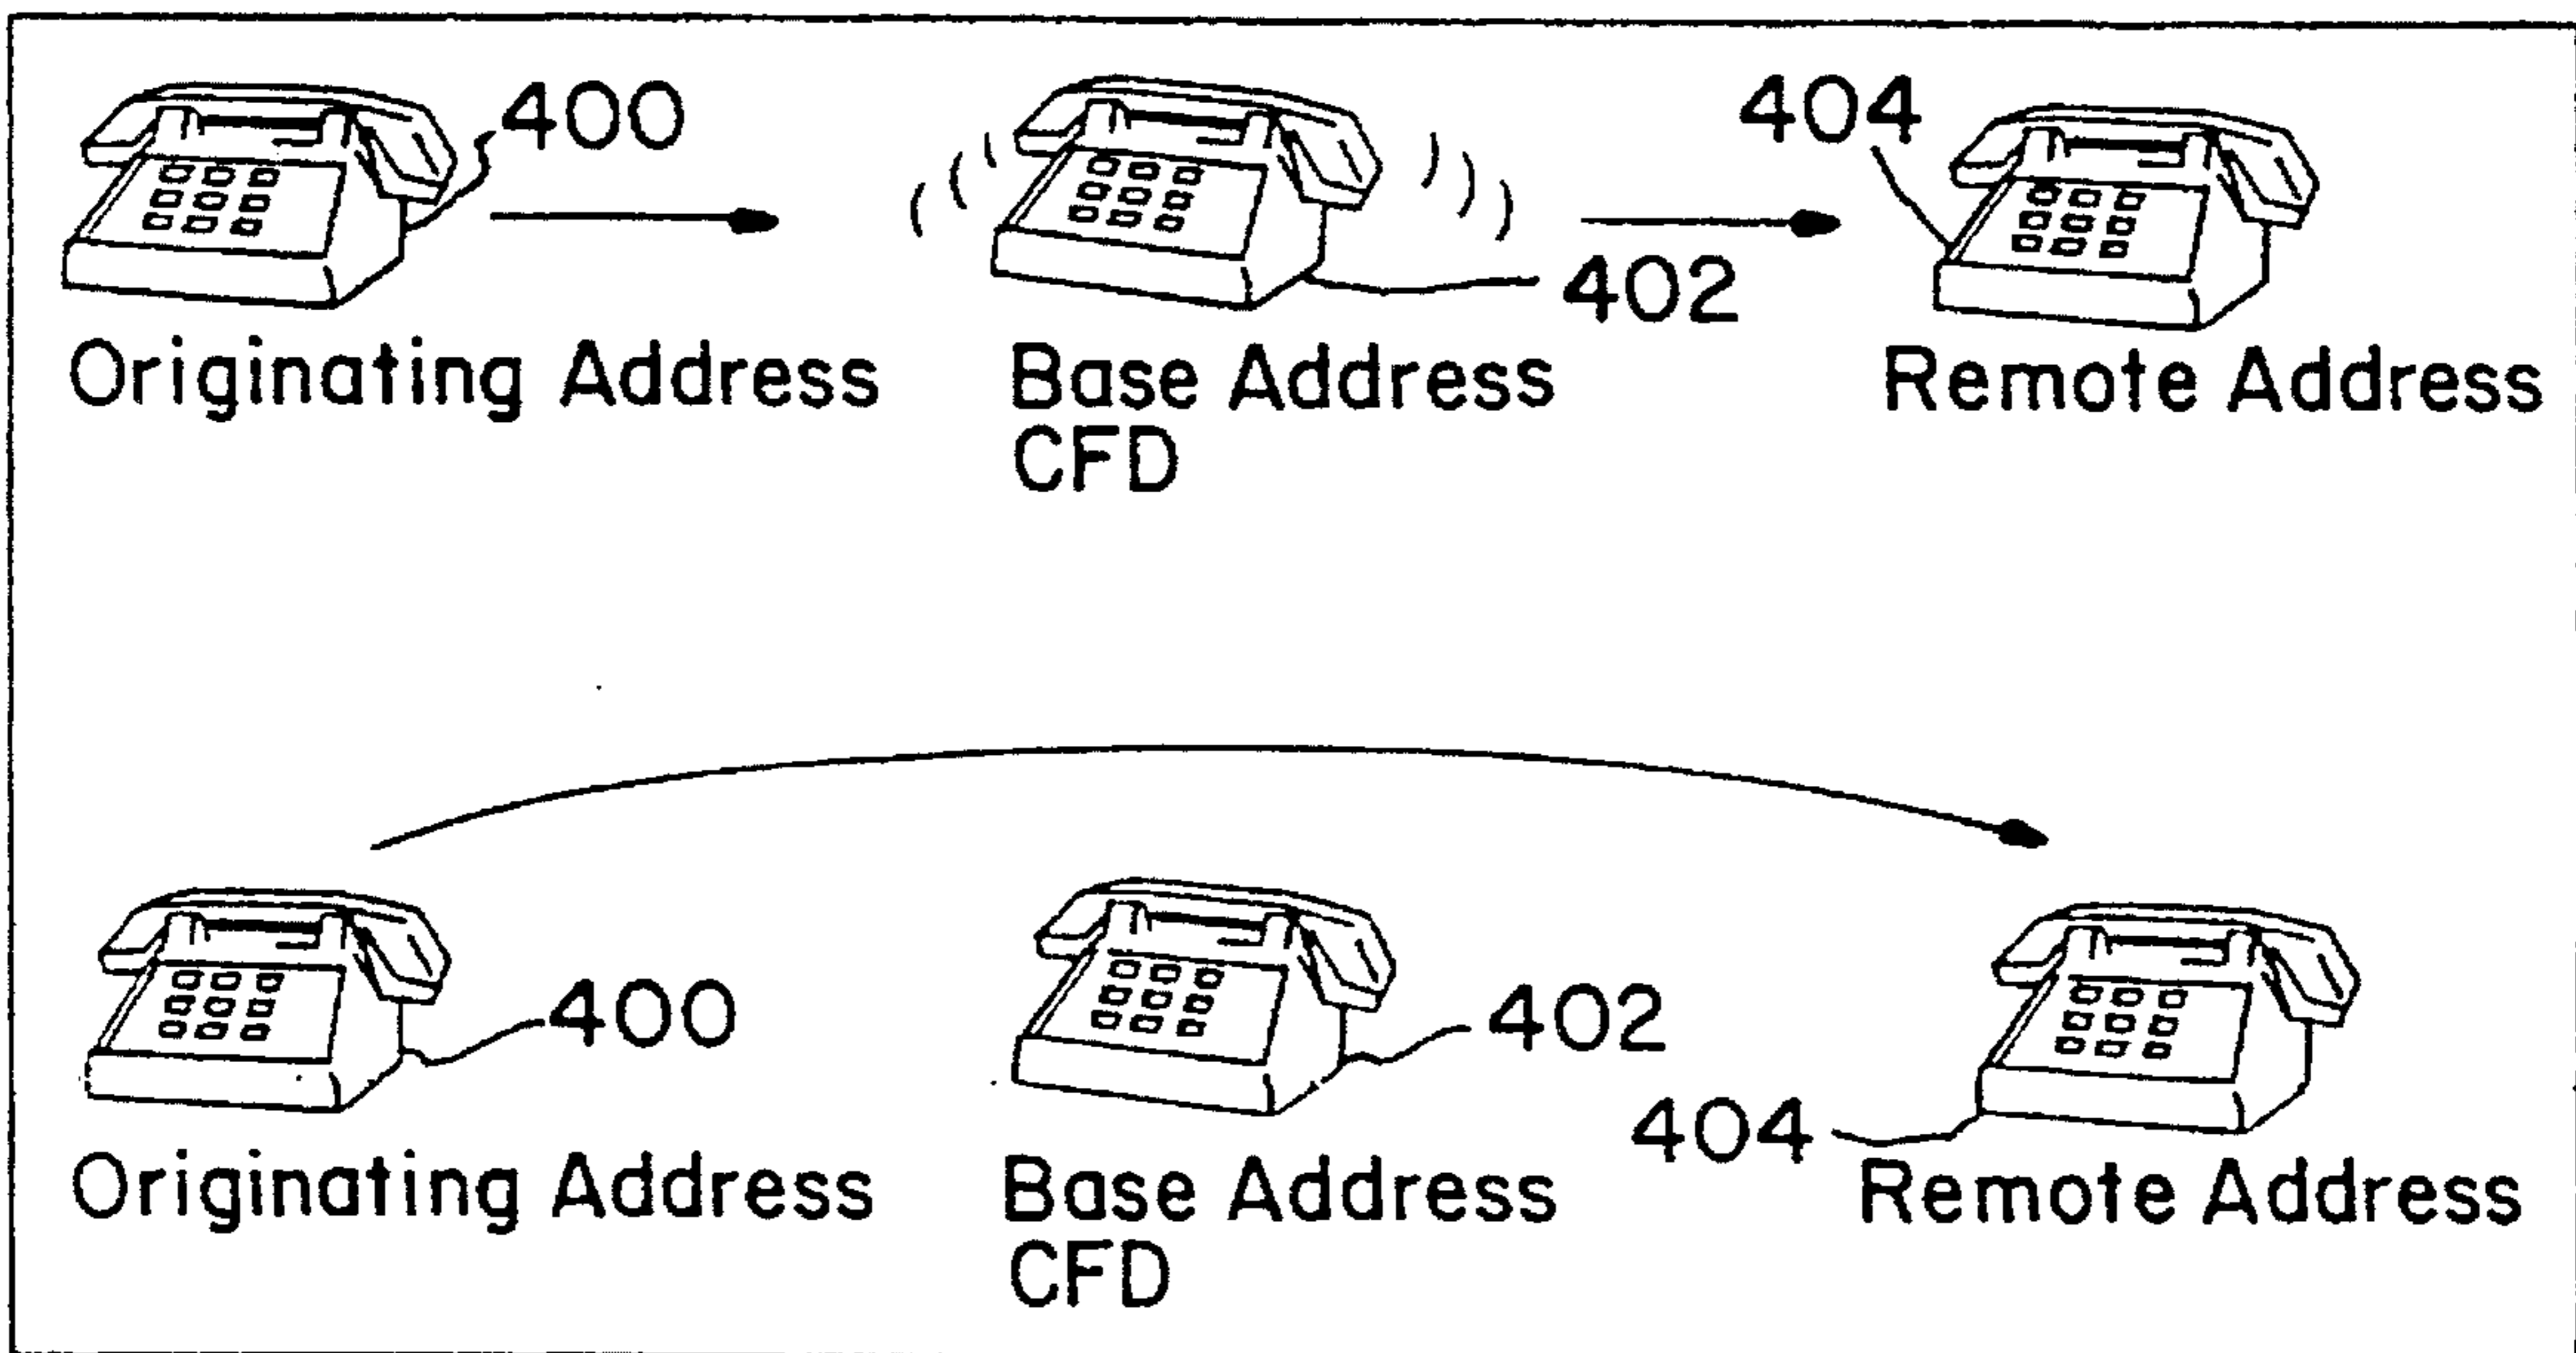 400
404
402
Originating Address
Base Address
CFD
Remote Address
400
402
404
Originating Address
Base Address
CFD
Remote Address